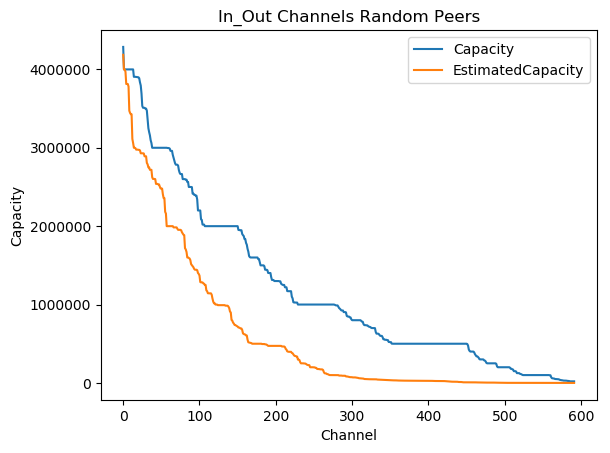 In_Out Channels Random Peers
Capacity
EstimatedCapacity
4000000
3000000
2000000
1000000
0
Capacity
0 100 200 300 400 500 600
Channel